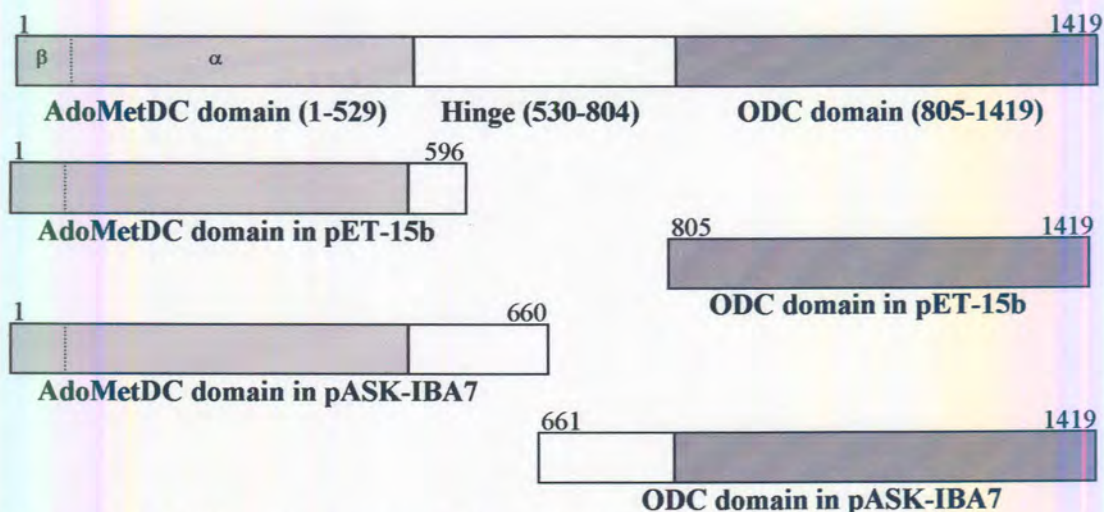 1 1419
β α
AdoMetDC domain (1-529) Hinge (530-804) ODC domain (805-1419)
1 596
AdoMetDC domain in pET-15b
805 1419
ODC domain in pET-15b
1 660
AdoMetDC domain in pASK-IBA7
661 1419
ODC domain in pASK-IBA7